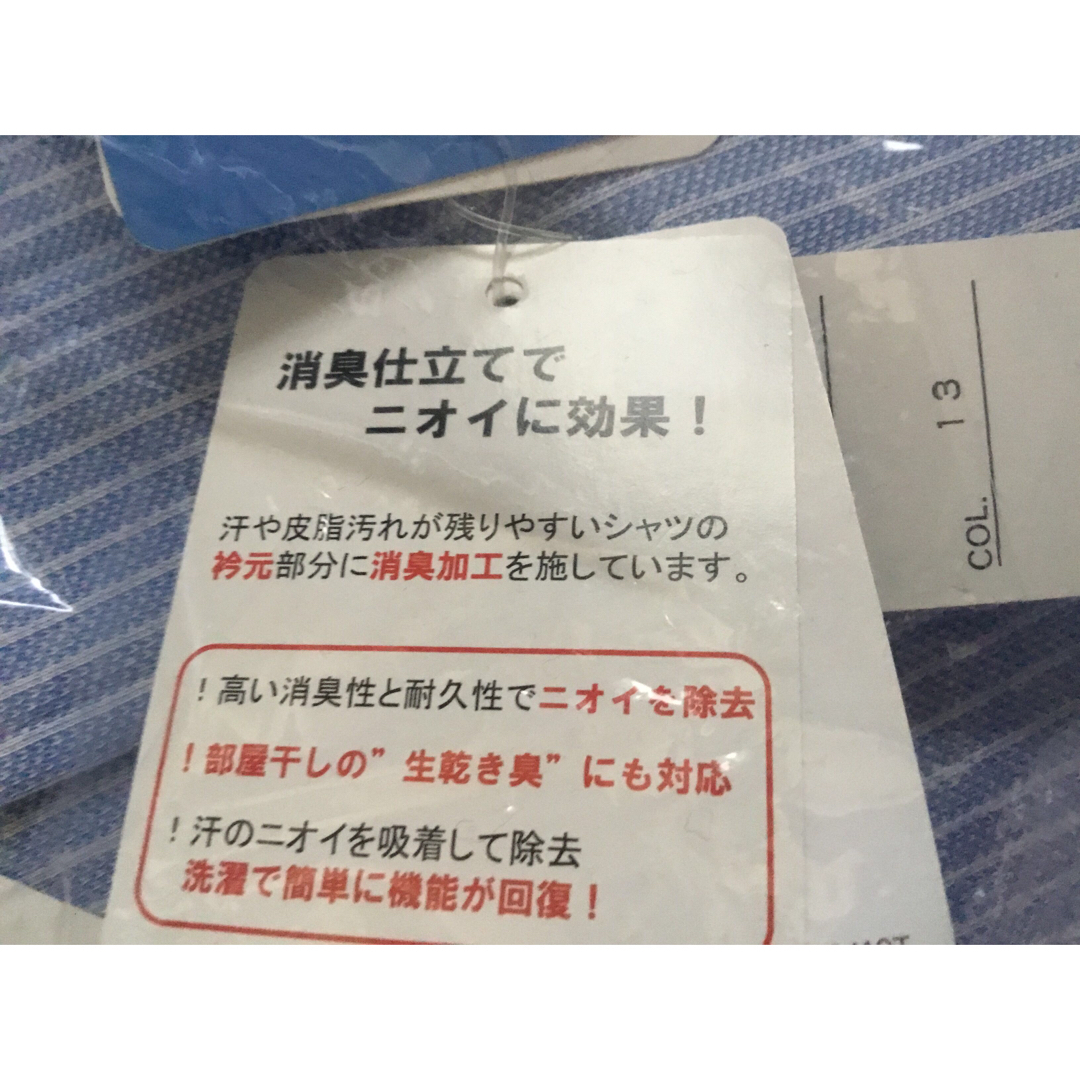 消臭仕立てで
ニオイに効果！
汗や皮脂汚れが残りやすいシャツの
衿元部分に消臭加工を施しています。
！高い消臭性と耐久性でニオイを除去
！部屋干しの”生乾き臭”にも対応
！汗のニオイを吸着して除去
洗濯で簡単に機能が回復！
COL. 13